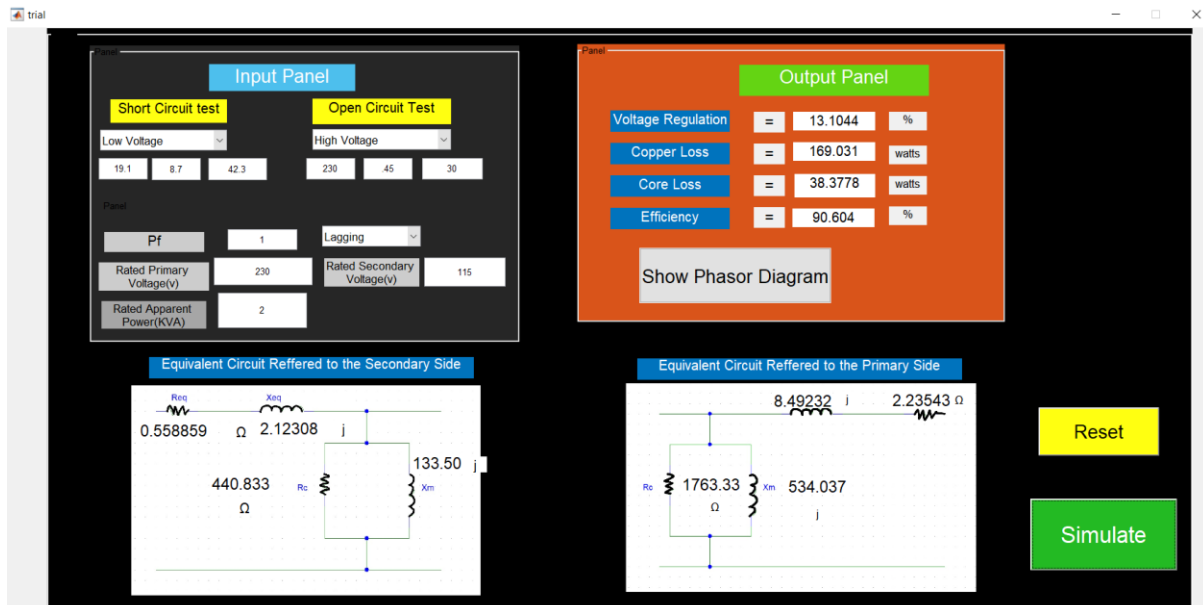 trial
Panel
Input Panel
Short Circuit test
Open Circuit Test
Low Voltage
High Voltage
19.1
8.7
42.3
230
.45
30
Panel
Pf
1
Lagging
Rated Primary
Voltage(v)
230
Rated Secondary
Voltage(v)
115
Rated Apparent
Power(KVA)
2
Panel
Output Panel
Voltage Regulation
=
13.1044
%
Copper Loss
=
169.031
watts
Core Loss
=
38.3778
watts
Efficiency
=
90.604
%
Show Phasor Diagram
Equivalent Circuit Reffered to the Secondary Side
Req
Xeq
0.558859
Ω
2.12308
j
440.833
Ω
Rc
133.50
j
Xm
Equivalent Circuit Reffered to the Primary Side
8.49232
j
2.23543
Ω
Rc
1763.33
Ω
Xm
534.037
j
Reset
Simulate